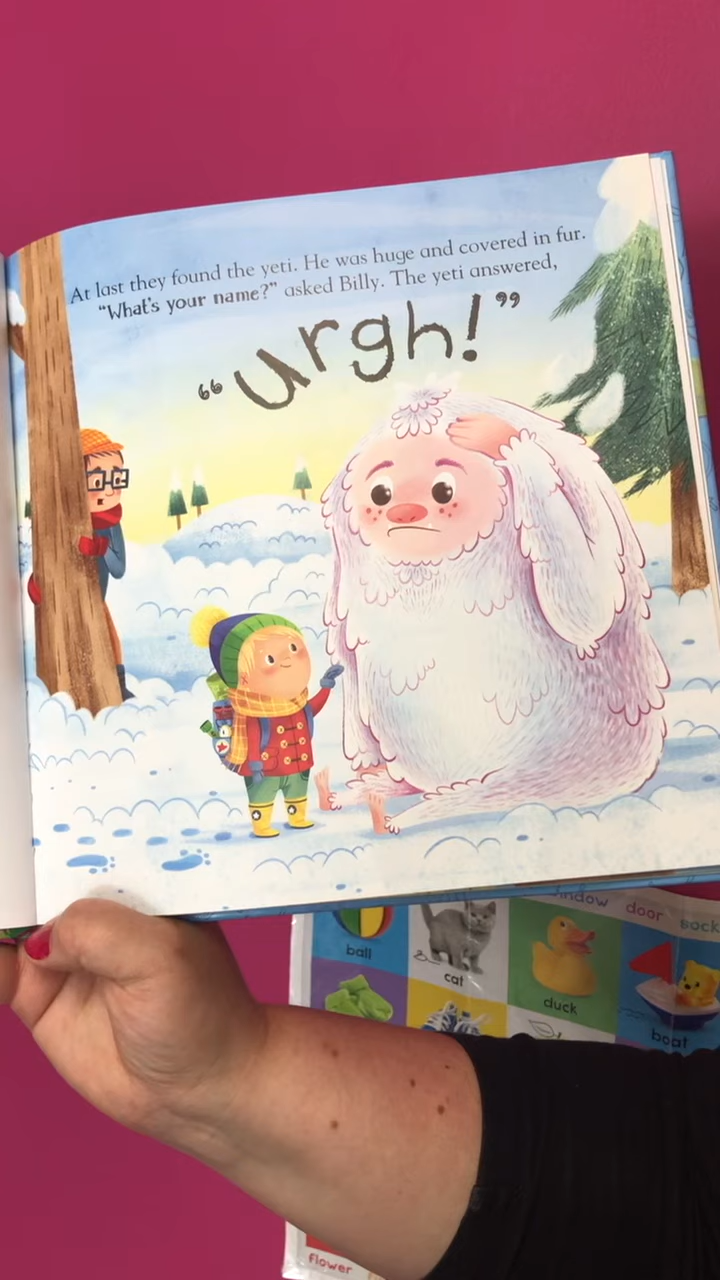 At last they found the yeti. He was huge and covered in fur.
“What's your name?” asked Billy. The yeti answered,
“urgh!”
door sock
ball
cat
duck
boat
flower